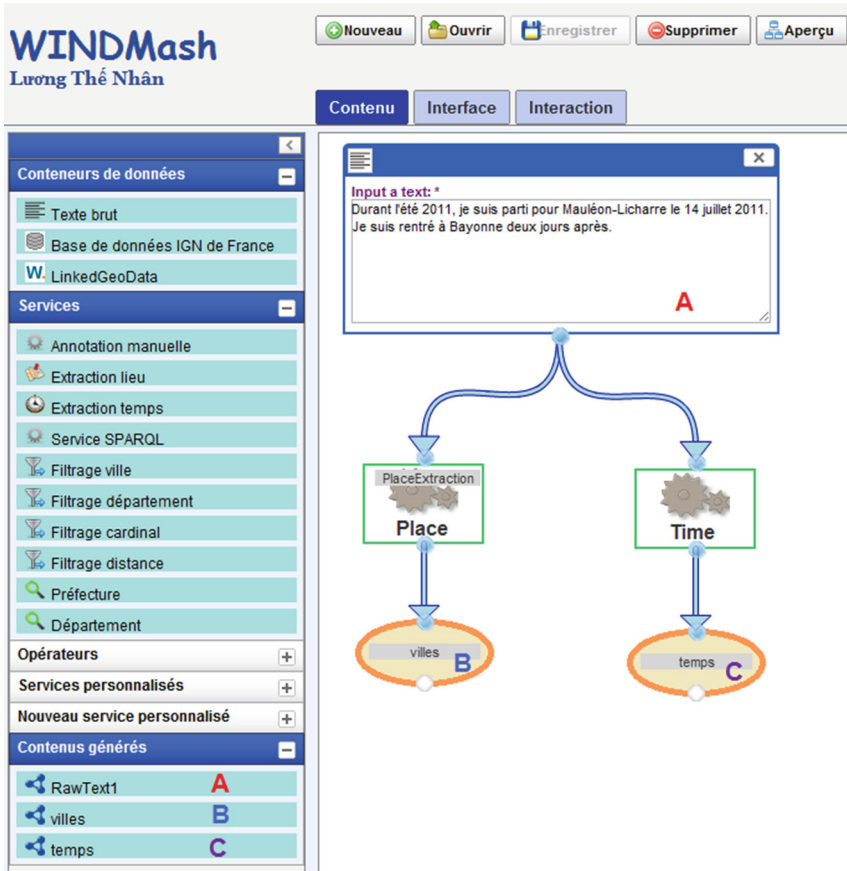 WINDMash
Lương Thế Nhân
Nouveau
Ouvrir
Enregistrer
Supprimer
Aperçu
Contenu
Interface
Interaction
Conteneurs de données
Texte brut
Base de données IGN de France
W. LinkedGeoData
Services
Annotation manuelle
Extraction lieu
Extraction temps
Service SPARQL
Filtrage ville
Filtrage département
Filtrage cardinal
Filtrage distance
Préfecture
Département
Opérateurs
Services personnalisés
Nouveau service personnalisé
Contenus générés
RawText1 A
villes B
temps C
Input a text: *
Durant l'été 2011, je suis parti pour Mauléon-Licharre le 14 juillet 2011.
Je suis rentré à Bayonne deux jours après.
A
PlaceExtraction
Place
Time
villes B
temps C